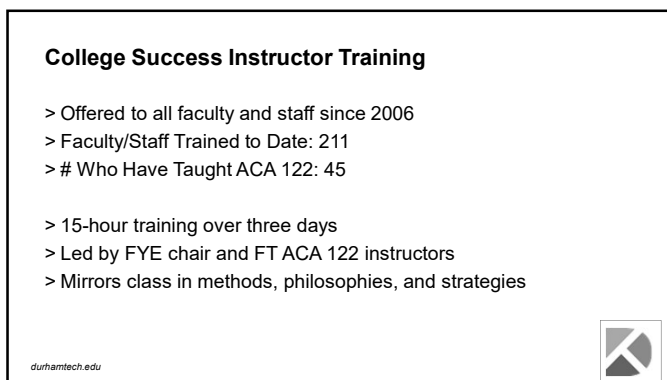 College Success Instructor Training
> Offered to all faculty and staff since 2006
> Faculty/Staff Trained to Date: 211
> # Who Have Taught ACA 122: 45
> 15-hour training over three days
> Led by FYE chair and FT ACA 122 instructors
> Mirrors class in methods, philosophies, and strategies
durhamtech.edu